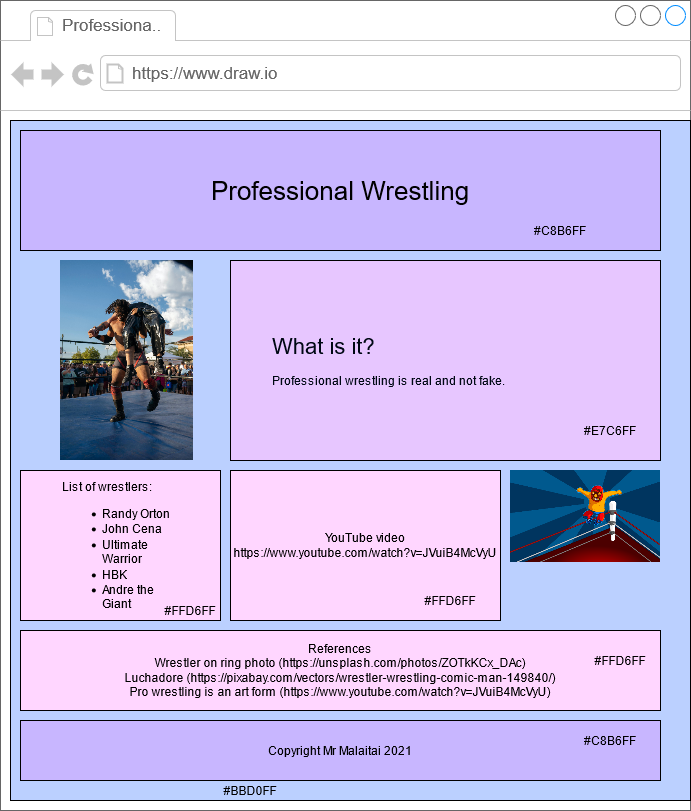 Professiona..
https://www.draw.io
Professional Wrestling
#C8B6FF
What is it?
Professional wrestling is real and not fake.
#E7C6FF
List of wrestlers:
Randy Orton
John Cena
Ultimate
Warrior
HBK
Andre the
Giant
#FFD6FF
YouTube video
https://www.youtube.com/watch?v=JVuiB4McVyU
#FFD6FF
References
Wrestler on ring photo (https://unsplash.com/photos/ZOTkKCx_DAc)
Luchadore (https://pixabay.com/vectors/wrestler-wrestling-comic-man-149840/)
Pro wrestling is an art form (https://www.youtube.com/watch?v=JVuiB4McVyU)
#FFD6FF
Copyright Mr Malaitai 2021
#C8B6FF
#BBD0FF